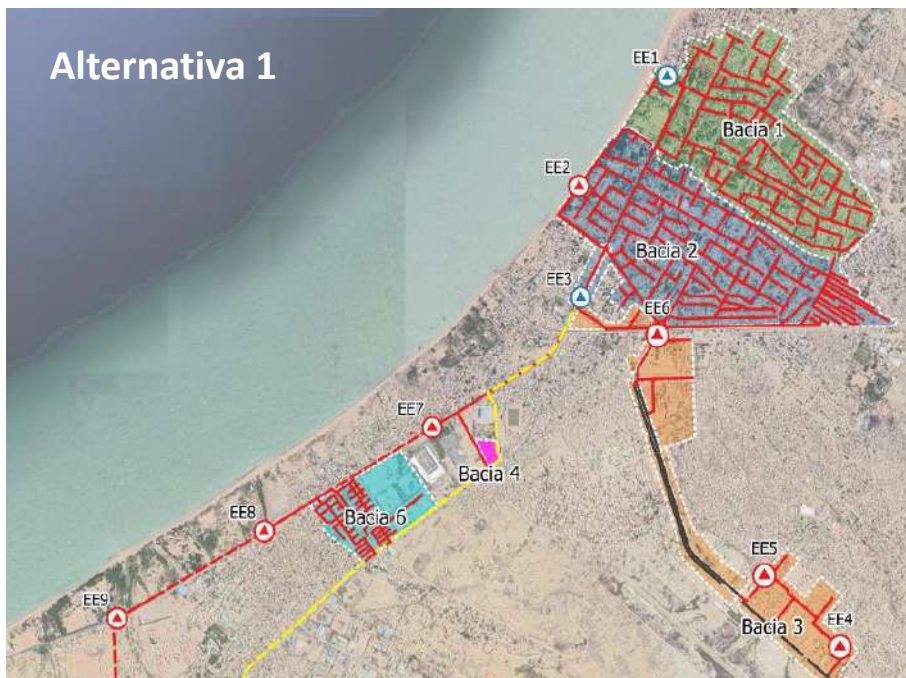 Alternativa 1
EE1
Bacia 1
EE2
Bacia 2
EE3
EE6
EE7
Bacia 4
Bacia 6
EE8
EE5
EE9
Bacia 3
EE4